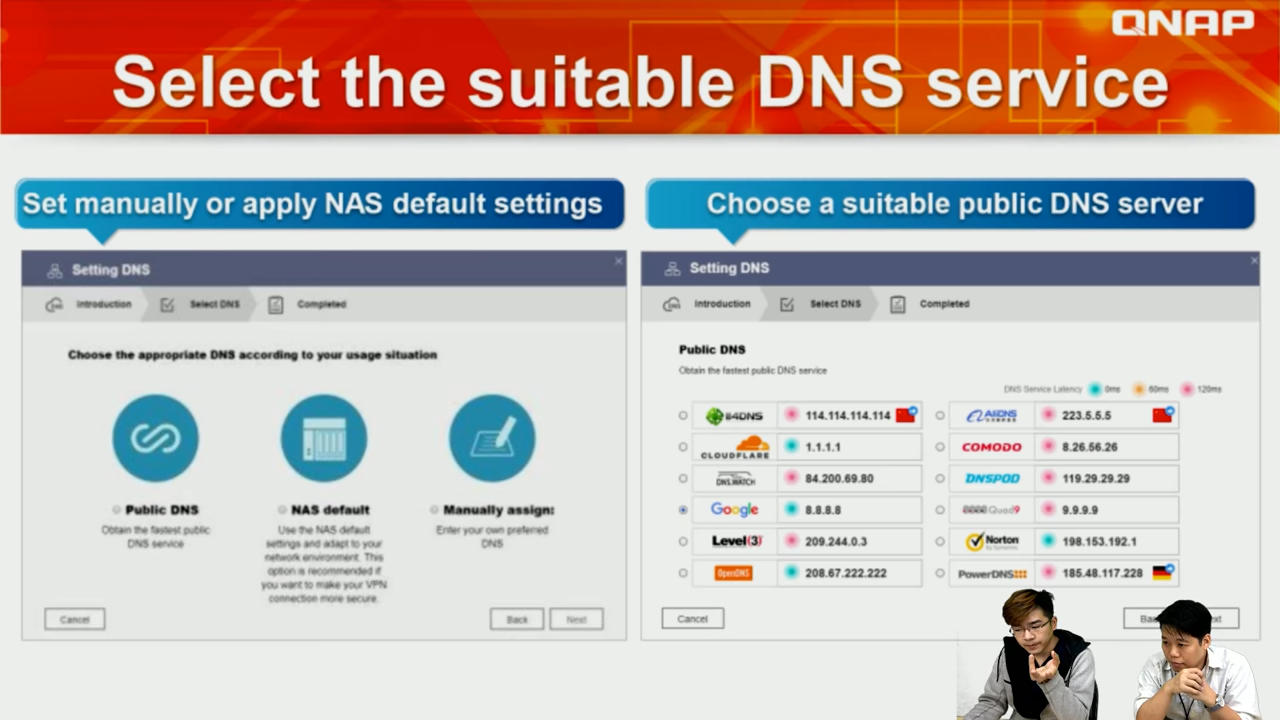 QNAP
Select the suitable DNS service
Set manually or apply NAS default settings
Setting DNS
Introduction
Select DNS
Completed
Choose the appropriate DNS according to your usage situation
Public DNS
Obtain the fastest public
DNS service
NAS default
Use the NAS default
settings and adapt to your
network environment. This
option is recommended if
you want to make your VPN
connection more secure.
Manually assign:
Enter your own preferred
DNS
Cancel
Back
Next
Choose a suitable public DNS server
Setting DNS
Introduction
Select DNS
Completed
Public DNS
Obtain the fastest public DNS service
DNS Service Latency
0ms
60ms
120ms
114DNS
114.114.114.114
AliDNS
223.5.5.5
CLOUDFLARE
1.1.1.1
COMODO
8.26.56.26
DNS.WATCH
84.200.69.80
DNSPOD
119.29.29.29
Google
8.8.8.8
Quad9
9.9.9.9
Level(3)
209.244.0.3
Norton
by Symantec
198.153.192.1
OpenDNS
208.67.222.222
PowerDNS
185.48.117.228
Cancel